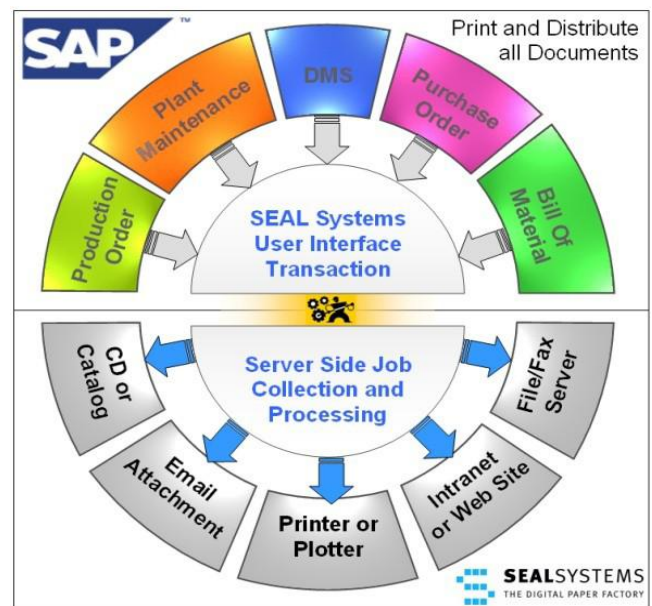 SAP ™
Print and Distribute
all Documents
Production
Order
Plant
Maintenance
DMS
Purchase
Order
Bill Of
Material
SEAL Systems
User Interface
Transaction
Server Side Job
Collection and
Processing
CD or
Catalog
Email
Attachment
Printer or
Plotter
Intranet
or Web Site
File/Fax
Server
SEALSYSTEMS
THE DIGITAL PAPER FACTORY